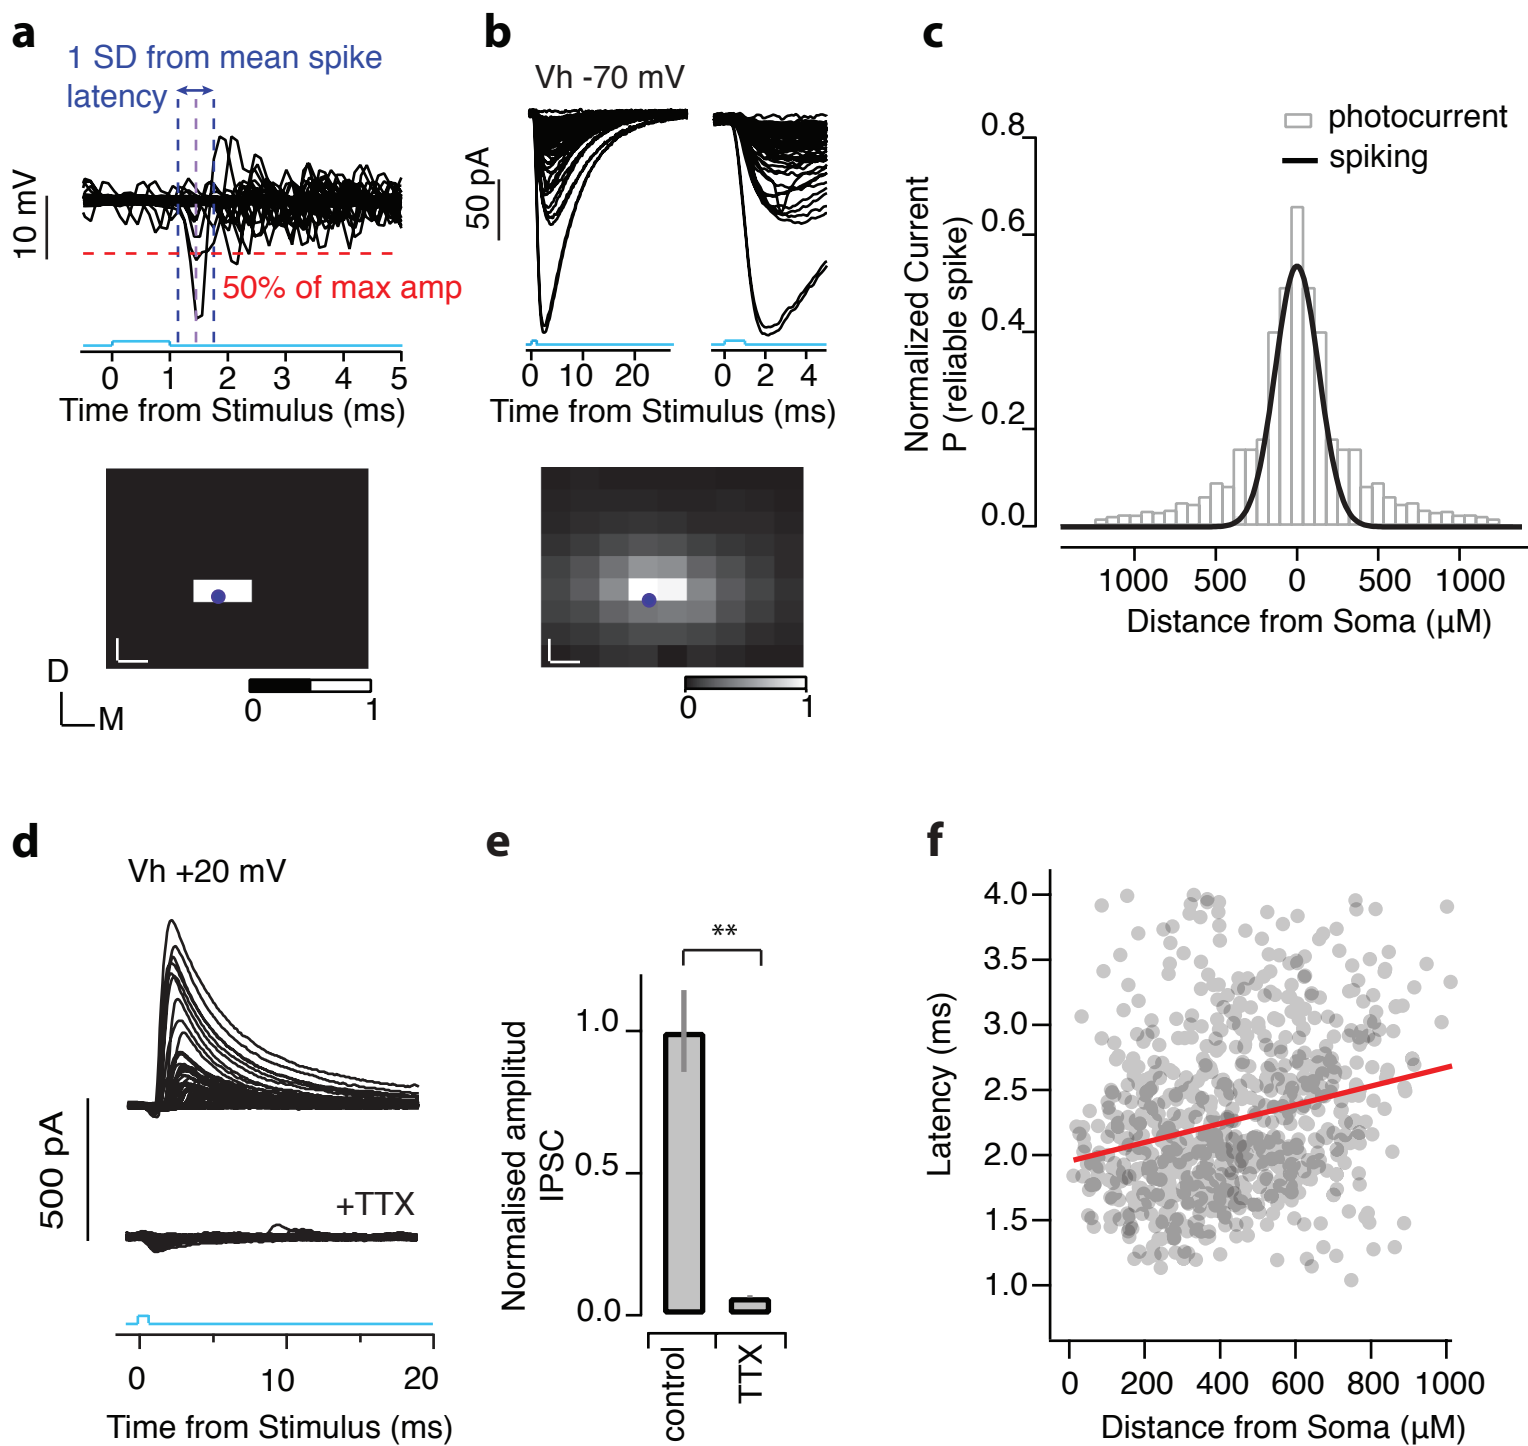 a
1 SD from mean spike
latency
10 mV
50% of max amp
0 1 2 3 4 5
Time from Stimulus (ms)
D
M
0 1
b
Vh -70 mV
50 pA
0 10 20 0 2 4
Time from Stimulus (ms)
0 1
c
photocurrent
spiking
Normalized Current
P (reliable spike)
0.8
0.6
0.4
0.2
0.0
1000 500 0 500 1000
Distance from Soma (µM)
d
Vh +20 mV
500 pA
+TTX
0 10 20
Time from Stimulus (ms)
e
**
Normalised amplitud
IPSC
1.0
0.5
0.0
control
TTX
f
Latency (ms)
4.0
3.5
3.0
2.5
2.0
1.5
1.0
0 200 400 600 800 1000
Distance from Soma (µM)